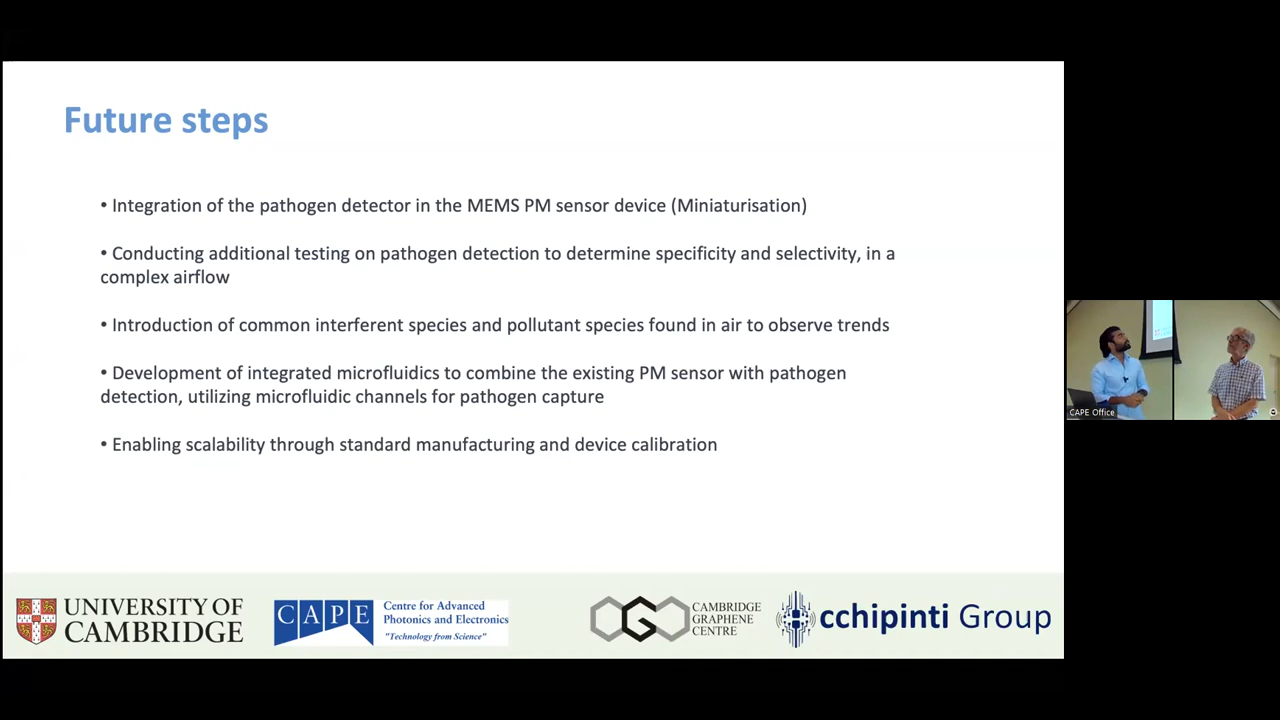 Future steps
• Integration of the pathogen detector in the MEMS PM sensor device (Miniaturisation)
• Conducting additional testing on pathogen detection to determine specificity and selectivity, in a
complex airflow
• Introduction of common interferent species and pollutant species found in air to observe trends
• Development of integrated microfluidics to combine the existing PM sensor with pathogen
detection, utilizing microfluidic channels for pathogen capture
• Enabling scalability through standard manufacturing and device calibration
CAPE Office
UNIVERSITY OF
CAMBRIDGE
CAPE
Centre for Advanced
Photonics and Electronics
"Technology from Science"
CGC
CAMBRIDGE
GRAPHENE
CENTRE
cchipinti Group